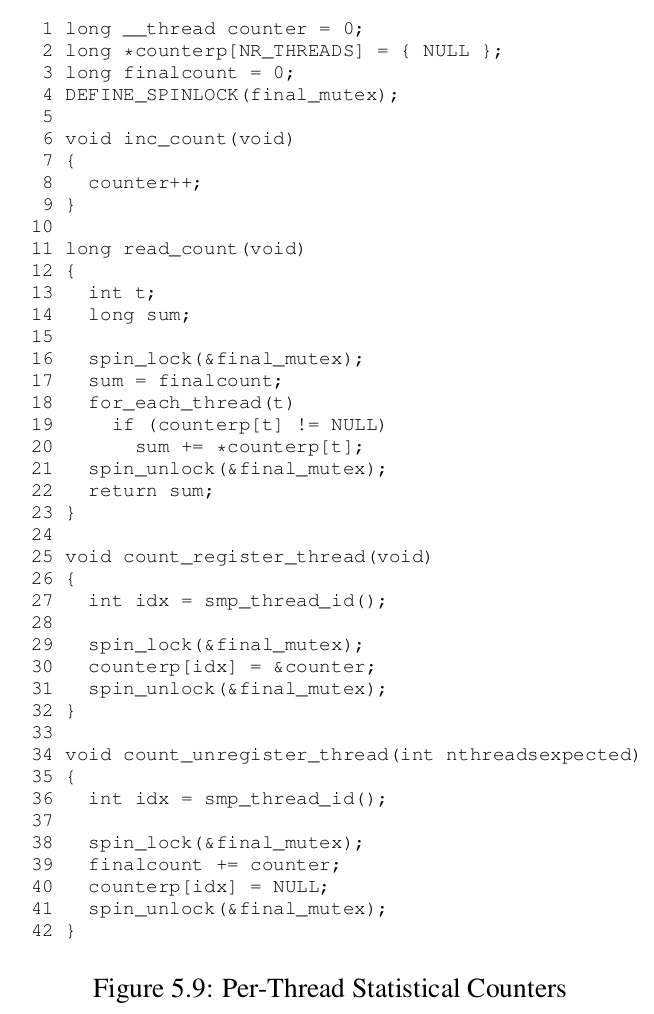 1 long __thread counter = 0;
2 long *counterp[NR_THREADS] = { NULL };
3 long finalcount = 0;
4 DEFINE_SPINLOCK(final_mutex);
5
6 void inc_count(void)
7 {
8   counter++;
9 }
10
11 long read_count(void)
12 {
13   int t;
14   long sum;
15
16   spin_lock(&final_mutex);
17   sum = finalcount;
18   for_each_thread(t)
19     if (counterp[t] != NULL)
20       sum += *counterp[t];
21   spin_unlock(&final_mutex);
22   return sum;
23 }
24
25 void count_register_thread(void)
26 {
27   int idx = smp_thread_id();
28
29   spin_lock(&final_mutex);
30   counterp[idx] = &counter;
31   spin_unlock(&final_mutex);
32 }
33
34 void count_unregister_thread(int nthreadsexpected)
35 {
36   int idx = smp_thread_id();
37
38   spin_lock(&final_mutex);
39   finalcount += counter;
40   counterp[idx] = NULL;
41   spin_unlock(&final_mutex);
42 }
Figure 5.9: Per-Thread Statistical Counters